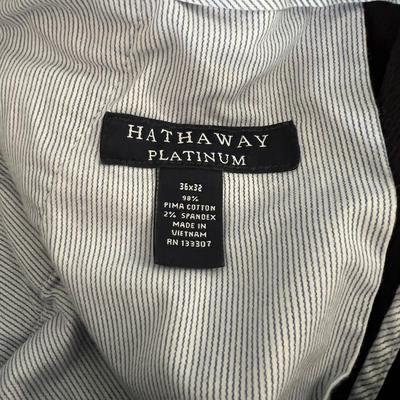 HATHAWAY
PLATINUM
36x32
98%
PIMA COTTON
2% SPANDEX
MADE IN
VIETNAM
RN 133307